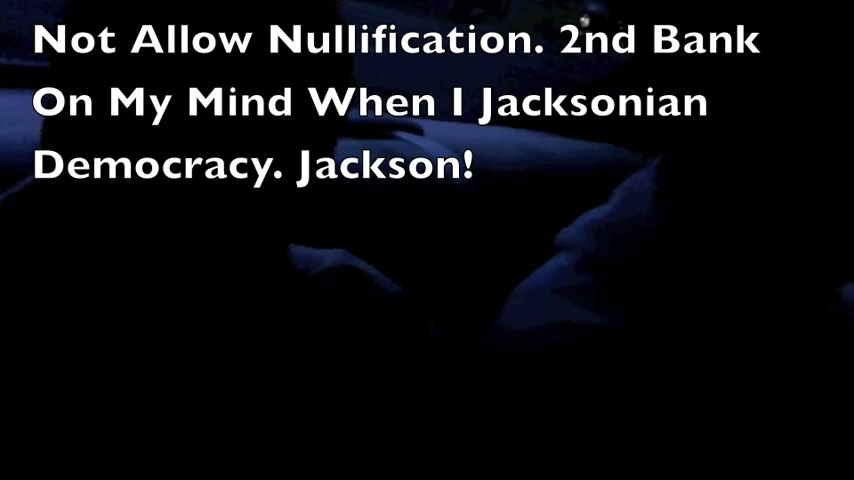 Not Allow Nullification. 2nd Bank
On My Mind When I Jacksonian
Democracy. Jackson!